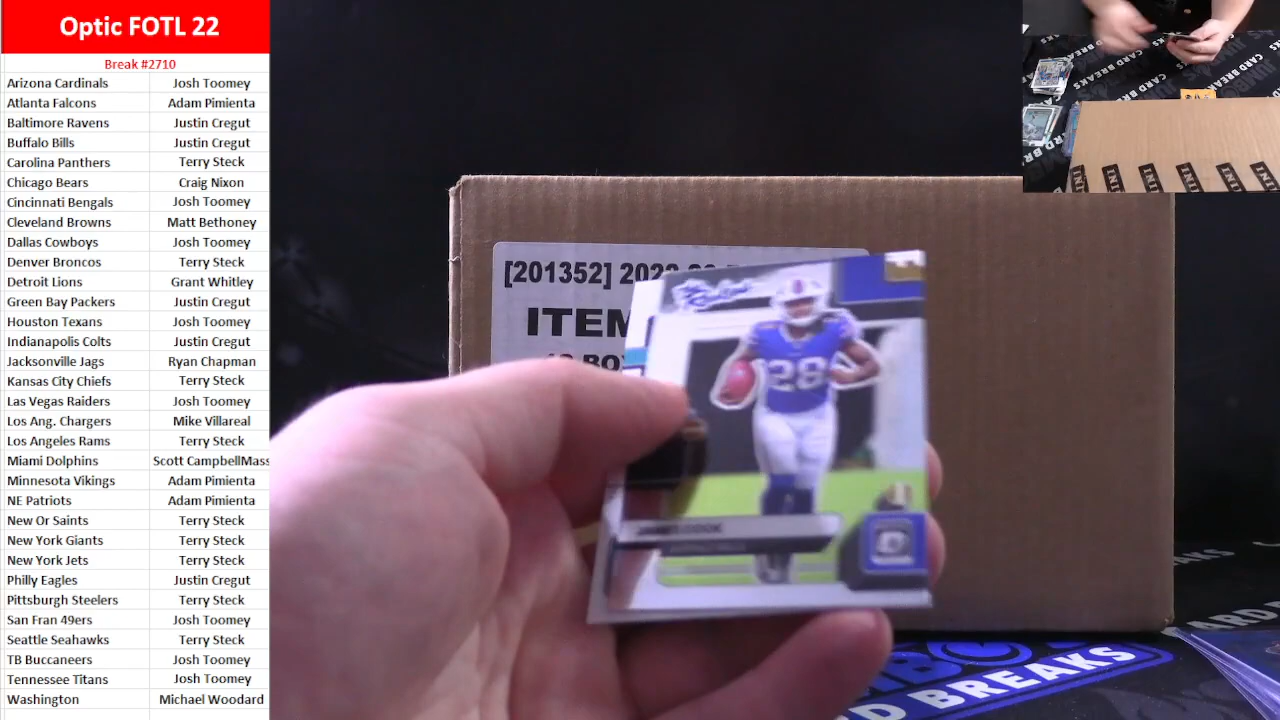 Optic FOTL 22
Break #2710
Arizona Cardinals Josh Toomey
Atlanta Falcons Adam Pimienta
Baltimore Ravens Justin Cregut
Buffalo Bills Justin Cregut
Carolina Panthers Terry Steck
Chicago Bears Craig Nixon
Cincinnati Bengals Josh Toomey
Cleveland Browns Matt Bethoney
Dallas Cowboys Josh Toomey
Denver Broncos Terry Steck
Detroit Lions Grant Whitley
Green Bay Packers Justin Cregut
Houston Texans Josh Toomey
Indianapolis Colts Justin Cregut
Jacksonville Jags Ryan Chapman
Kansas City Chiefs Terry Steck
Las Vegas Raiders Josh Toomey
Los Ang. Chargers Mike Villareal
Los Angeles Rams Terry Steck
Miami Dolphins Scott CampbellMass
Minnesota Vikings Adam Pimienta
NE Patriots Adam Pimienta
New Or Saints Terry Steck
New York Giants Terry Steck
New York Jets Terry Steck
Philly Eagles Justin Cregut
Pittsburgh Steelers Terry Steck
San Fran 49ers Josh Toomey
Seattle Seahawks Terry Steck
TB Buccaneers Josh Toomey
Tennessee Titans Josh Toomey
Washington Michael Woodard
CARD BREAKS
[201352]
ITEM
28
CARD BREAKS